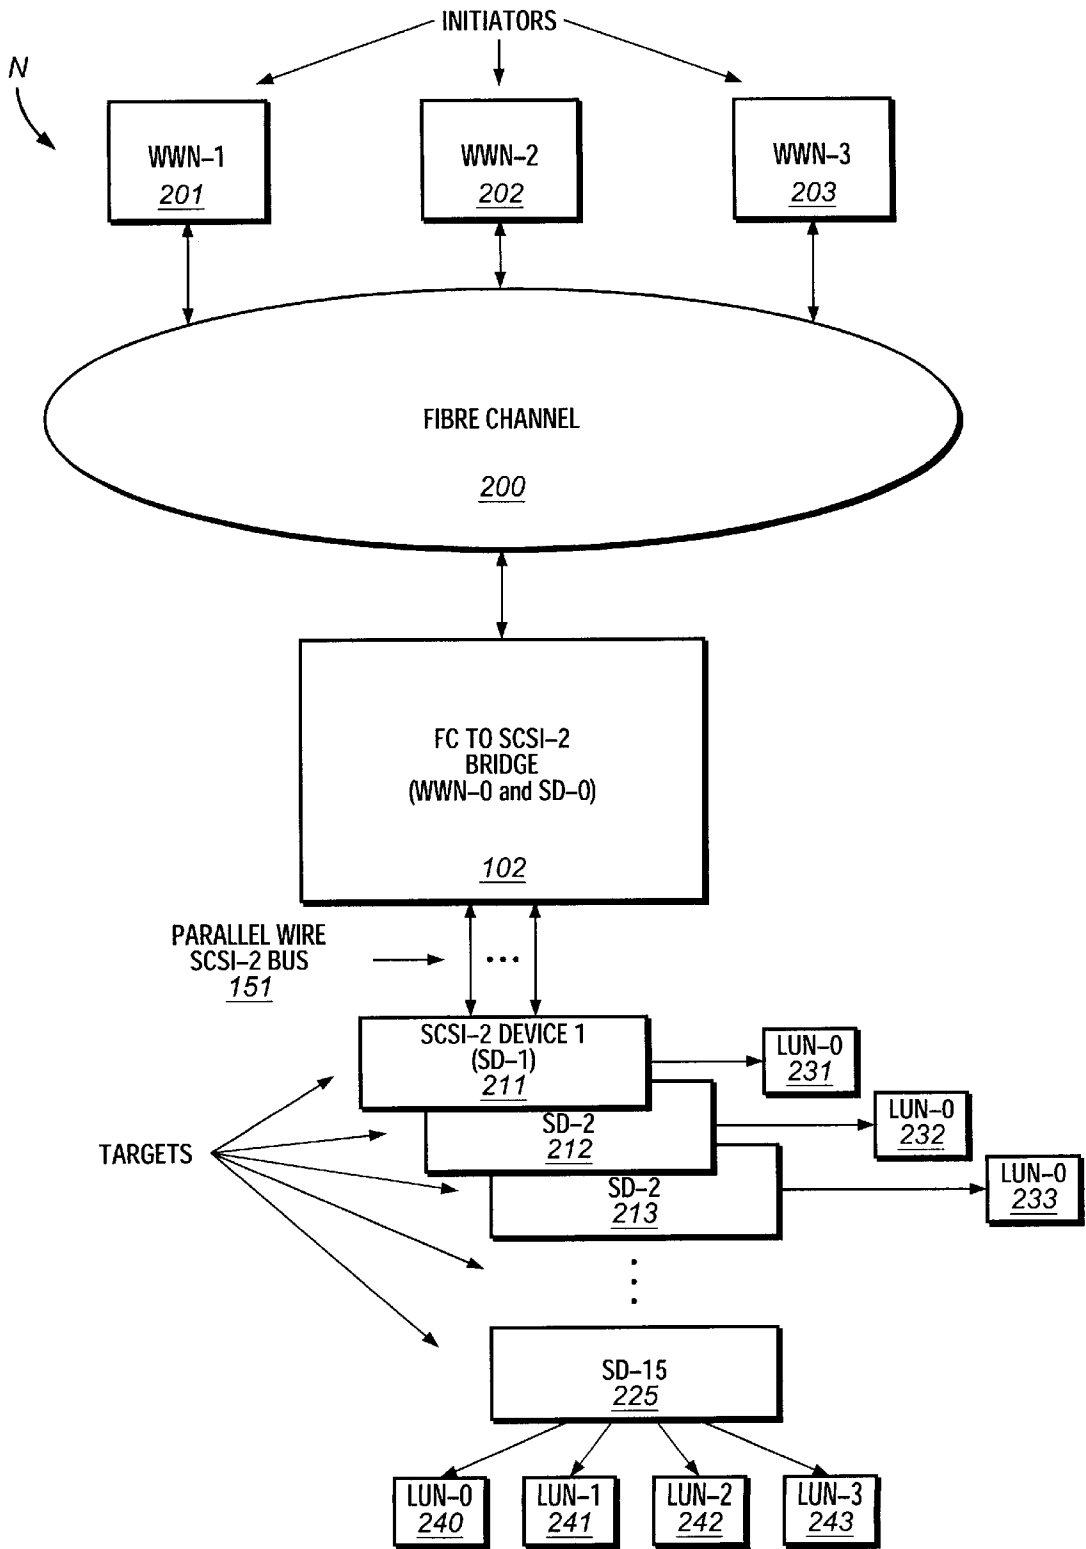 INITIATORS
N
WWN-1
201
WWN-2
202
WWN-3
203
FIBRE CHANNEL
200
FC TO SCSI-2
BRIDGE
(WWN-0 and SD-0)
102
PARALLEL WIRE
SCSI-2 BUS
151
...
SCSI-2 DEVICE 1
(SD-1)
211
LUN-0
231
SD-2
212
LUN-0
232
TARGETS
SD-2
213
LUN-0
233
SD-15
225
LUN-0
240
LUN-1
241
LUN-2
242
LUN-3
243